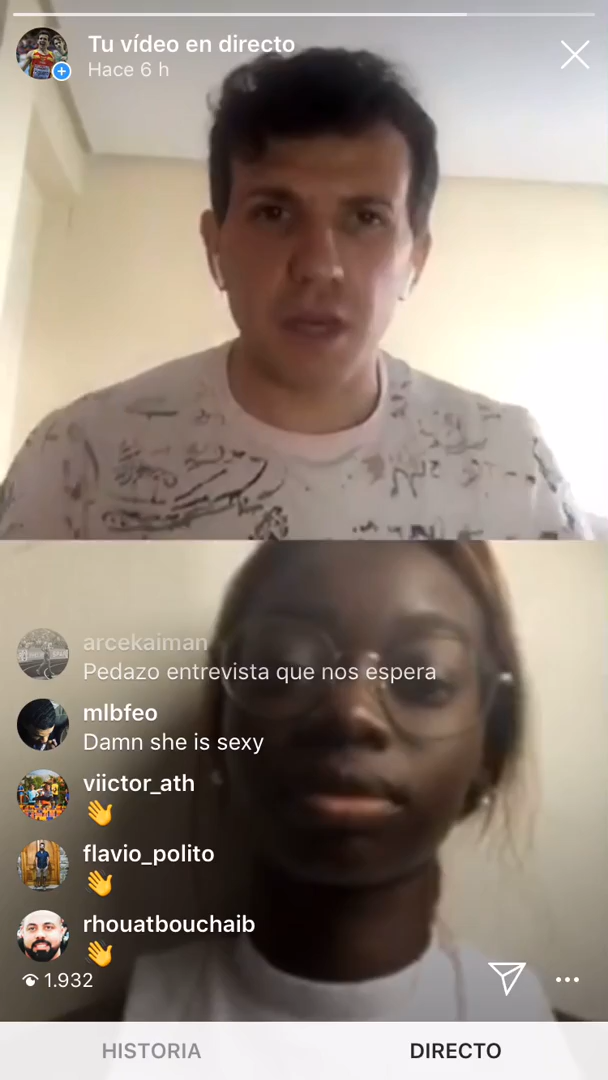 Tu vídeo en directo
Hace 6 h
arcekaiman
Pedazo entrevista que nos espera
mlbfeo
Damn she is sexy
viictor_ath
👋
flavio_polito
👋
rhouatbouchaib
👋
1.932
HISTORIA
DIRECTO